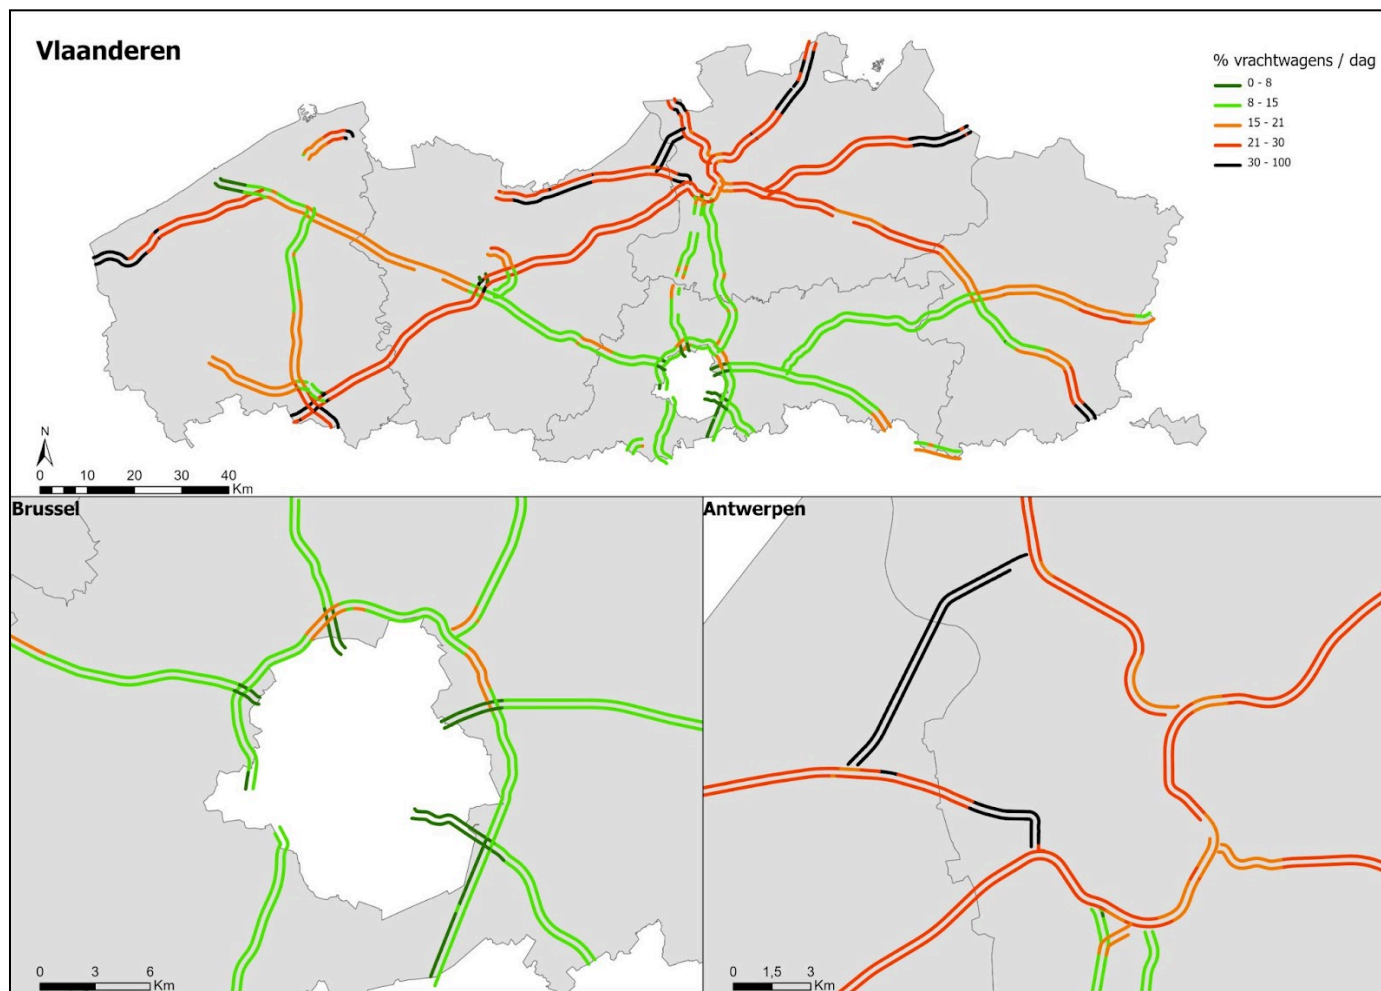 Vlaanderen
% vrachtwagens / dag
0 - 8
8 - 15
15 - 21
21 - 30
30 - 100
N
0 10 20 30 40
Km
Brussel
Antwerpen
0 3 6
Km
0 1,5 3
Km